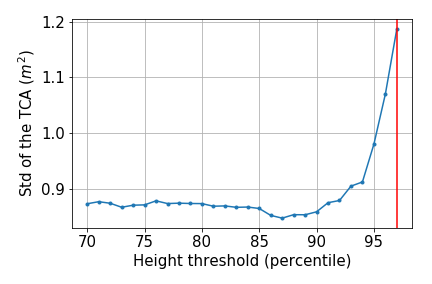 Std of the TCA (m²)
1.2
1.1
1.0
0.9
70 75 80 85 90 95
Height threshold (percentile)